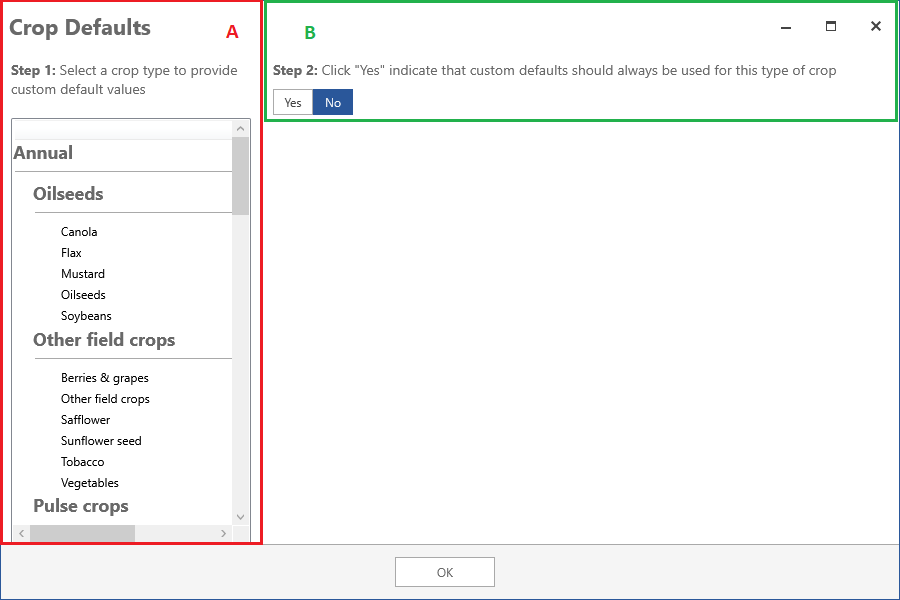 Crop Defaults
A
Step 1: Select a crop type to provide
custom default values
Annual
Oilseeds
Canola
Flax
Mustard
Oilseeds
Soybeans
Other field crops
Berries & grapes
Other field crops
Safflower
Sunflower seed
Tobacco
Vegetables
Pulse crops
B
Step 2: Click "Yes" indicate that custom defaults should always be used for this type of crop
Yes No
OK